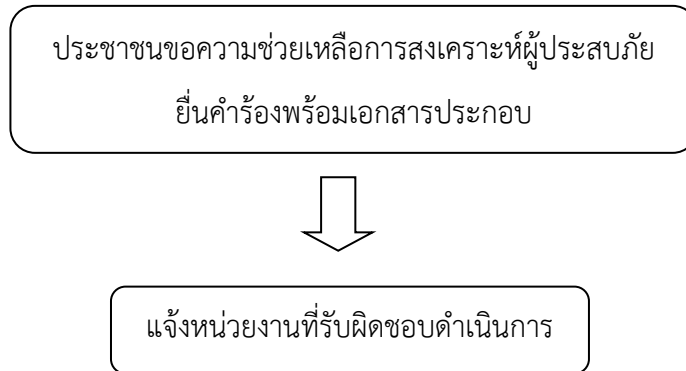 ประชาชนขอความช่วยเหลือการสงเคราะห์ผู้ประสบภัย
ยื่นคำร้องพร้อมเอกสารประกอบ
แจ้งหน่วยงานที่รับผิดชอบดำเนินการ